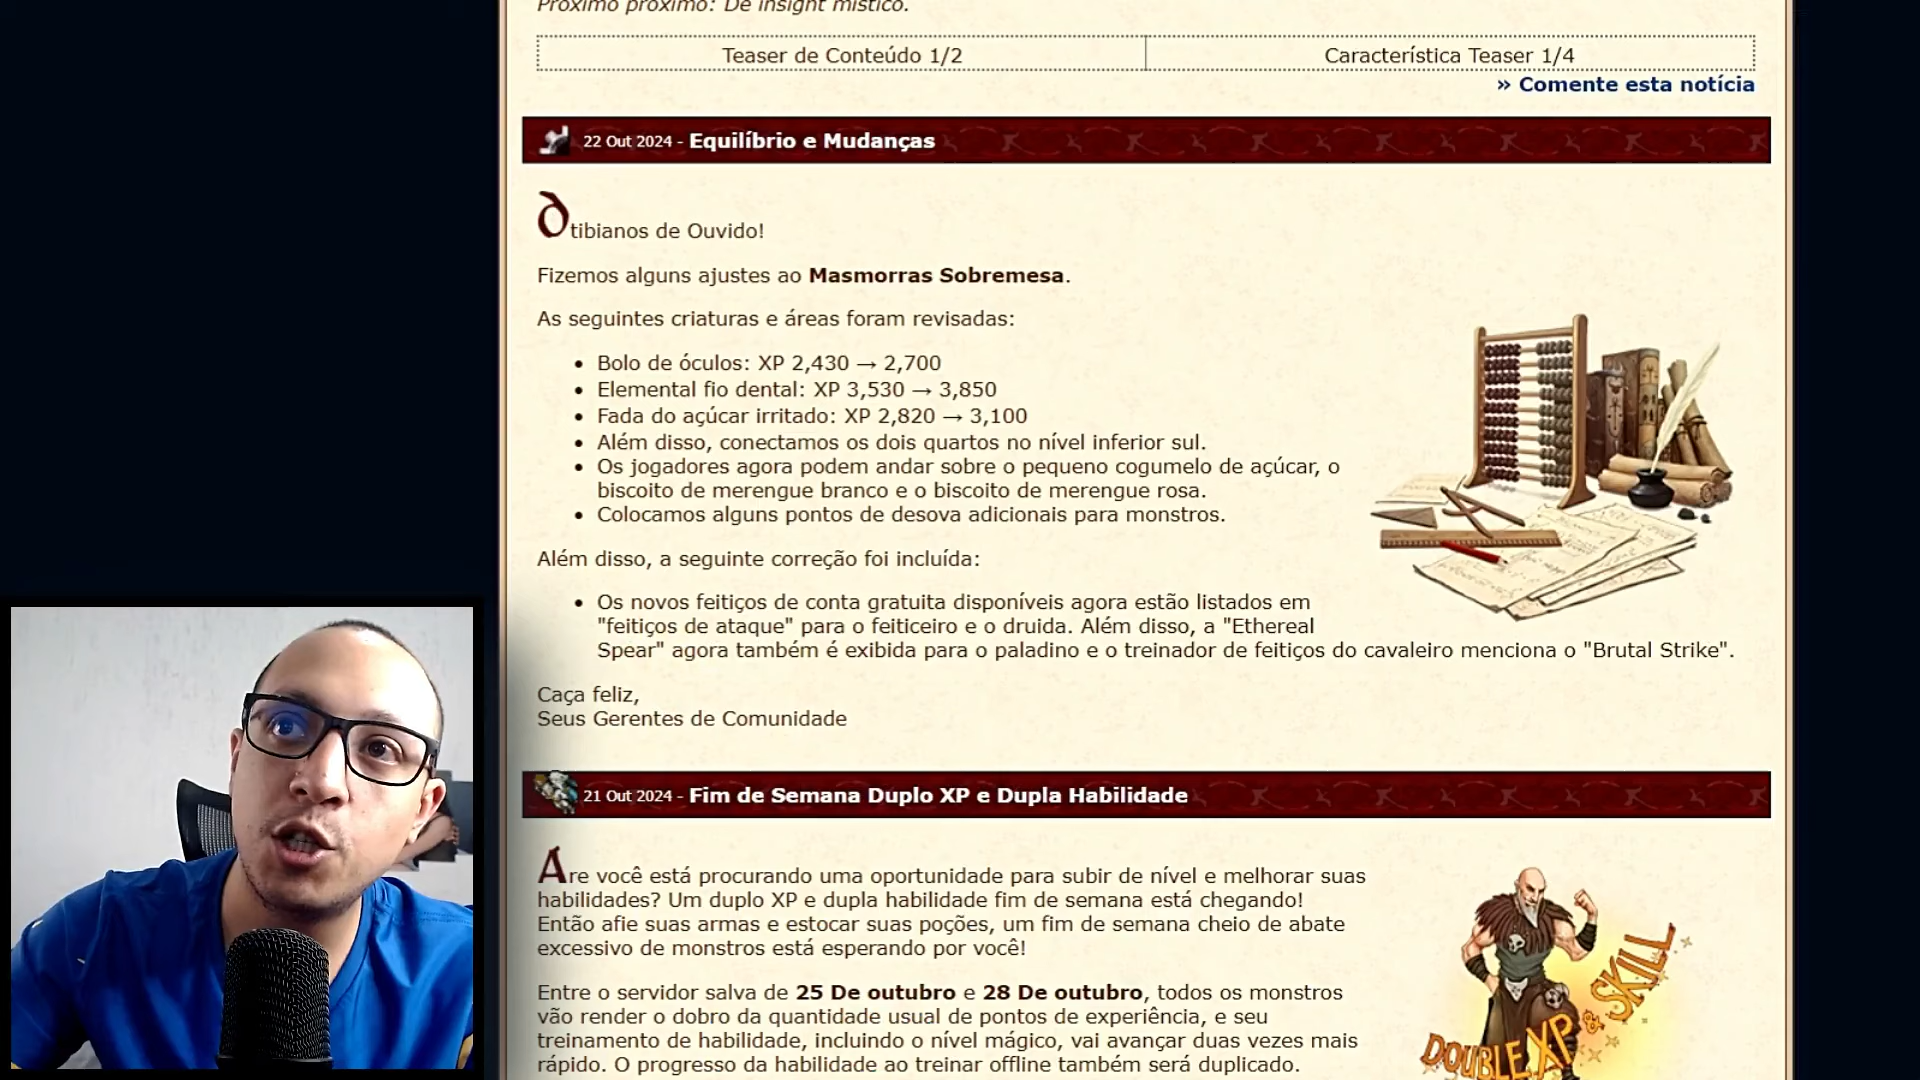 Próximo próximo: De insight místico.
Teaser de Conteúdo 1/2
Característica Teaser 1/4
» Comente esta notícia
22 Out 2024 - Equilíbrio e Mudanças
tibianos de Ouvido!
Fizemos alguns ajustes ao Masmorras Sobremesa.
As seguintes criaturas e áreas foram revisadas:
• Bolo de óculos: XP 2,430 → 2,700
• Elemental fio dental: XP 3,530 → 3,850
• Fada do açúcar irritado: XP 2,820 → 3,100
• Além disso, conectamos os dois quartos no nível inferior sul.
• Os jogadores agora podem andar sobre o pequeno cogumelo de açúcar, o
biscoito de merengue branco e o biscoito de merengue rosa.
• Colocamos alguns pontos de desova adicionais para monstros.
Além disso, a seguinte correção foi incluída:
• Os novos feitiços de conta gratuita disponíveis agora estão listados em
"feitiços de ataque" para o feiticeiro e o druida. Além disso, a "Ethereal
Spear" agora também é exibida para o paladino e o treinador de feitiços do cavaleiro menciona o "Brutal Strike".
Caça feliz,
Seus Gerentes de Comunidade
21 Out 2024 - Fim de Semana Duplo XP e Dupla Habilidade
Are você está procurando uma oportunidade para subir de nível e melhorar suas
habilidades? Um duplo XP e dupla habilidade fim de semana está chegando!
Então afie suas armas e estocar suas poções, um fim de semana cheio de abate
excessivo de monstros está esperando por você!
Entre o servidor salva de 25 De outubro e 28 De outubro, todos os monstros
vão render o dobro da quantidade usual de pontos de experiência, e seu
treinamento de habilidade, incluindo o nível mágico, vai avançar duas vezes mais
rápido. O progresso da habilidade ao treinar offline também será duplicado.
DOUBLE XP & SKILL